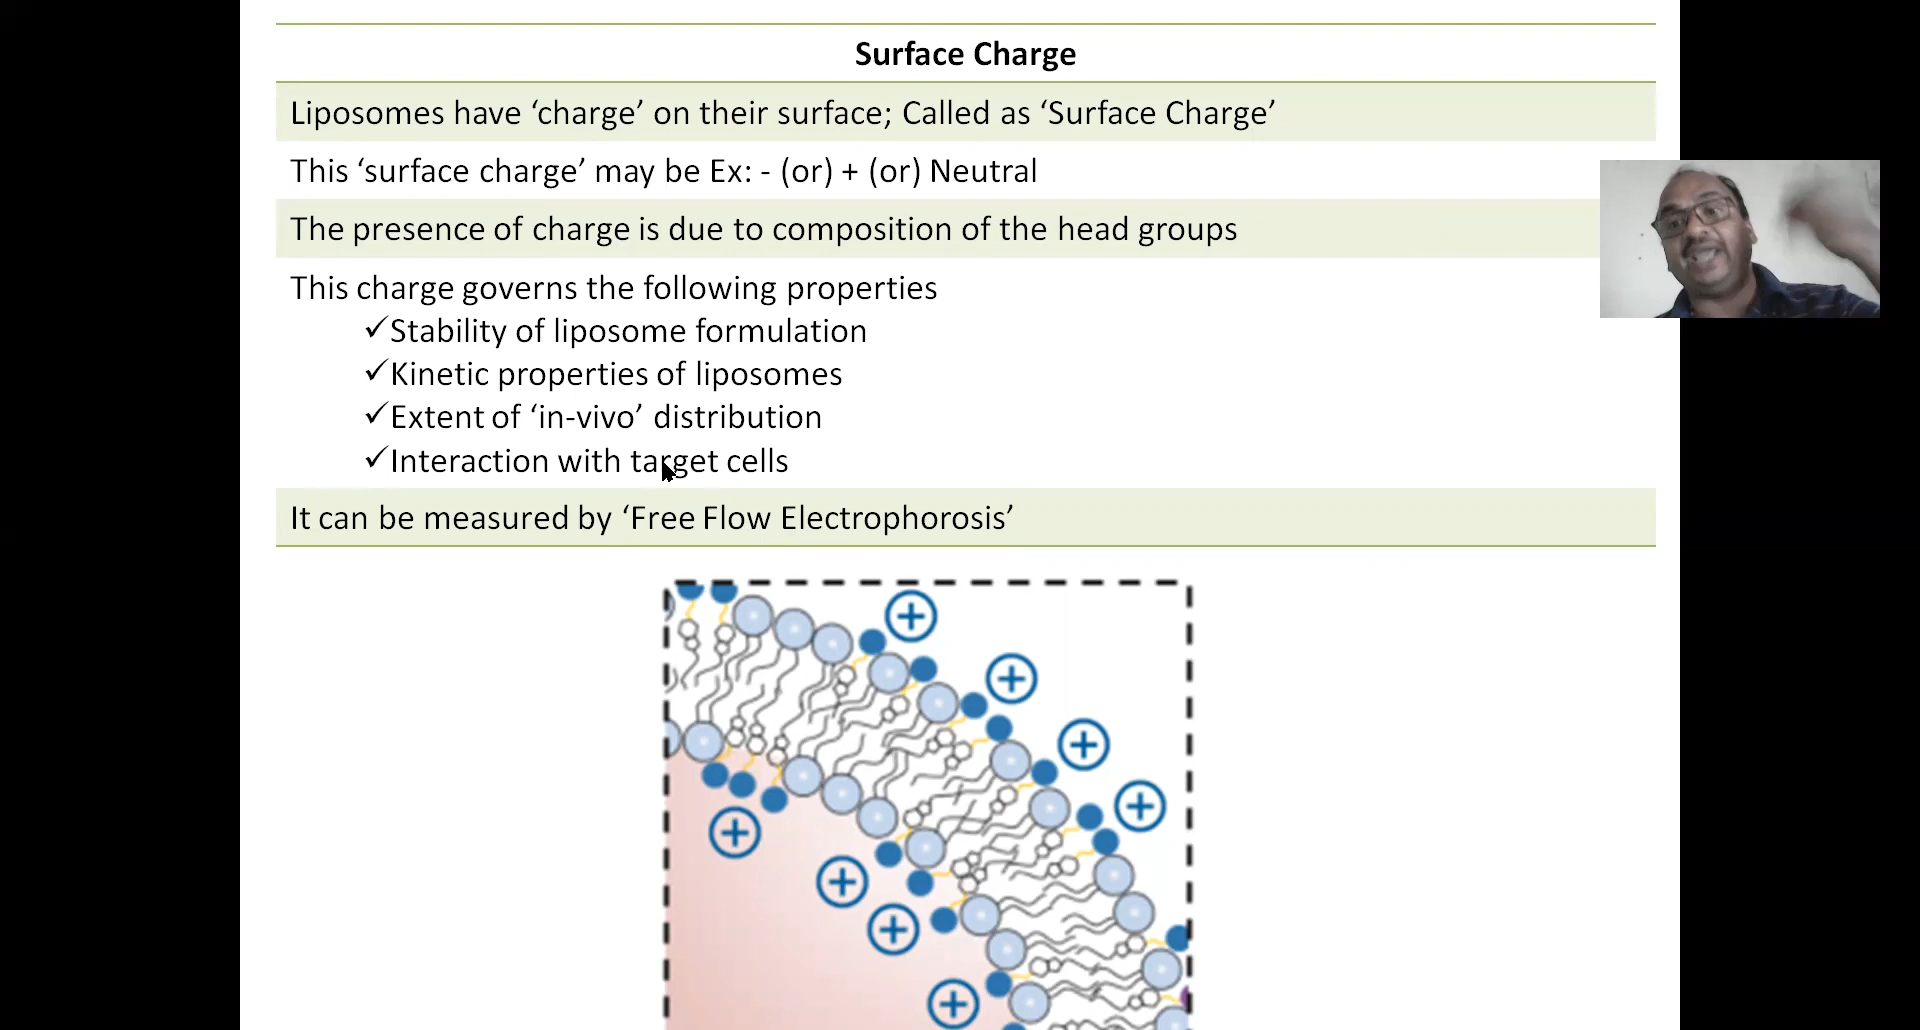 Surface Charge
Liposomes have ‘charge’ on their surface; Called as ‘Surface Charge’
This ‘surface charge’ may be Ex: - (or) + (or) Neutral
The presence of charge is due to composition of the head groups
This charge governs the following properties
✓Stability of liposome formulation
✓Kinetic properties of liposomes
✓Extent of ‘in-vivo’ distribution
✓Interaction with target cells
It can be measured by ‘Free Flow Electrophorosis’
+
+
+
+
+
+
+
+